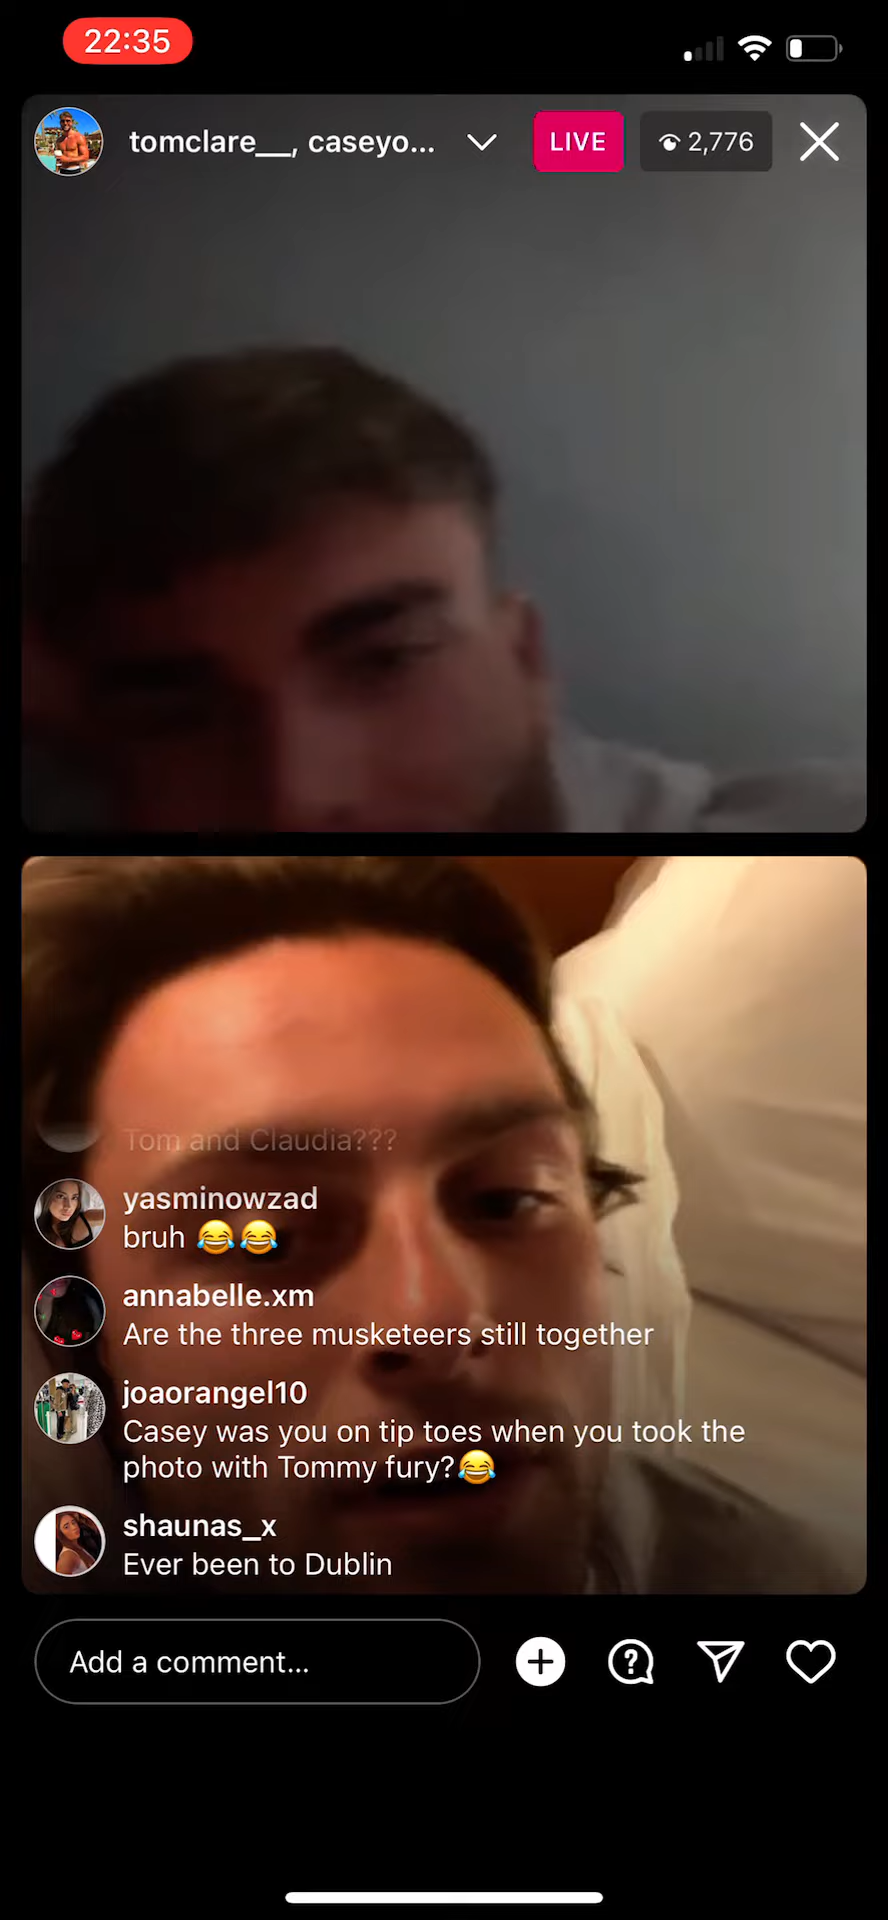 22:35
tomclare__, caseyo...
LIVE
2,776
Tom and Claudia???
yasminowzad
bruh 😂😂
annabelle.xm
Are the three musketeers still together
joaorangel10
Casey was you on tip toes when you took the
photo with Tommy fury?😂
shaunas_x
Ever been to Dublin
Add a comment...